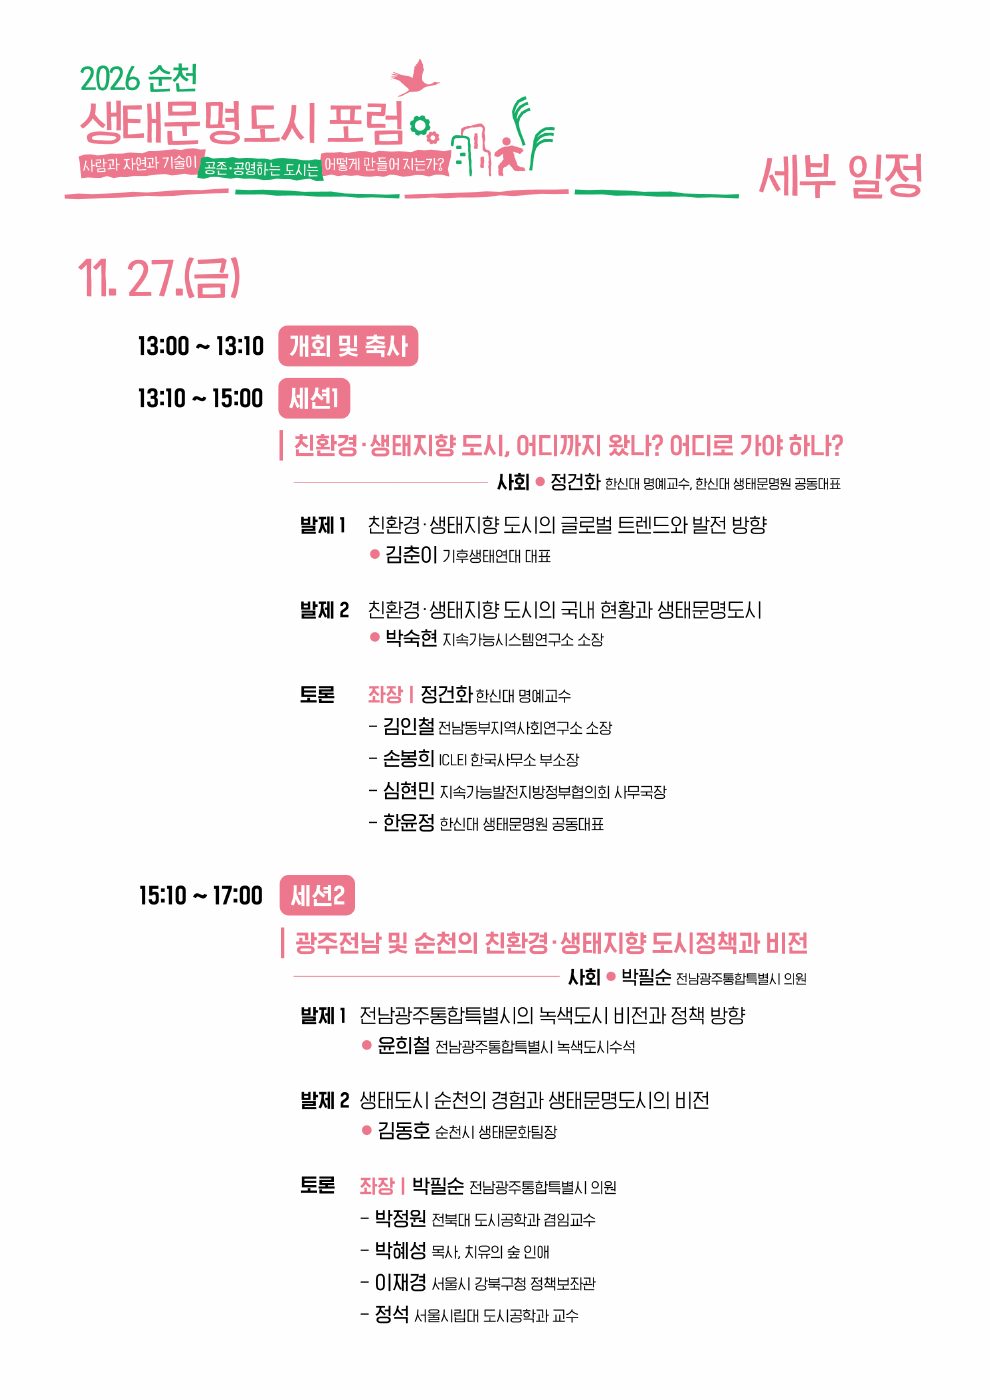 2026 순천
생태문명도시 포럼
사람과 자연과 기술이 공존·공영하는 도시는 어떻게 만들어 지는가?
세부 일정
11. 27.(금)
13:00 ~ 13:10 개회 및 축사
13:10 ~ 15:00 세션1
친환경·생태지향 도시, 어디까지 왔나? 어디로 가야 하나?
사회 ● 정건화 한신대 명예교수, 한신대 생태문명원 공동대표
발제 1 친환경·생태지향 도시의 글로벌 트렌드와 발전 방향
● 김춘이 기후생태연대 대표
발제 2 친환경·생태지향 도시의 국내 현황과 생태문명도시
● 박숙현 지속가능시스템연구소 소장
토론 좌장 | 정건화 한신대 명예교수
- 김인철 전남동부지역사회연구소 소장
- 손봉희 ICLEI 한국사무소 부소장
- 심현민 지속가능발전지방정부협의회 사무국장
- 한윤정 한신대 생태문명원 공동대표
15:10 ~ 17:00 세션2
광주전남 및 순천의 친환경·생태지향 도시정책과 비전
사회 ● 박필순 전남광주통합특별시 의원
발제 1 전남광주통합특별시의 녹색도시 비전과 정책 방향
● 윤희철 전남광주통합특별시 녹색도시수석
발제 2 생태도시 순천의 경험과 생태문명도시의 비전
● 김동호 순천시 생태문화팀장
토론 좌장 | 박필순 전남광주통합특별시 의원
- 박정원 전북대 도시공학과 겸임교수
- 박혜성 목사, 치유의 숲 인애
- 이재경 서울시 강북구청 정책보좌관
- 정석 서울시립대 도시공학과 교수